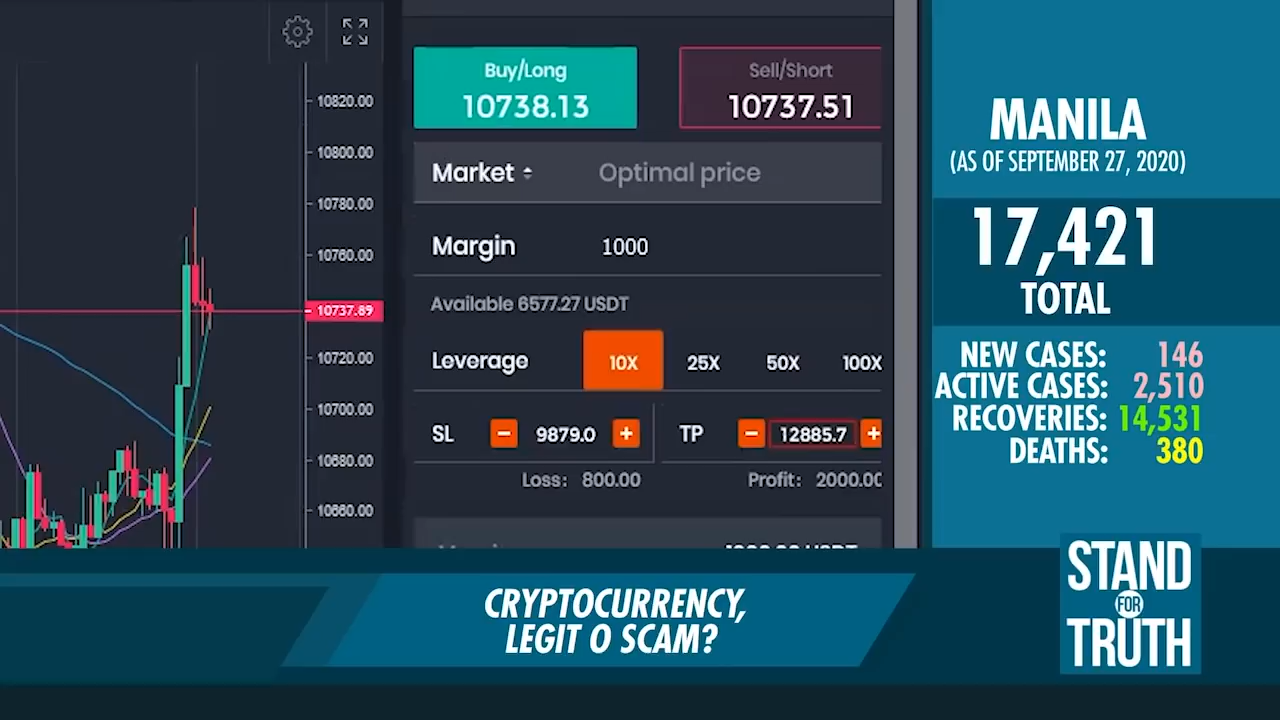 10820.00
10800.00
10780.00
10760.00
10737.89
10720.00
10700.00
10680.00
10660.00
Buy/Long
10738.13
Sell/Short
10737.51
Market
Optimal price
Margin
1000
Available 6577.27 USDT
Leverage
10X
25X
50X
100X
SL
- 9879.0 +
TP
- 12885.7 +
Loss: 800.00
Profit: 2000.00
MANILA
(AS OF SEPTEMBER 27, 2020)
17,421
TOTAL
NEW CASES: 146
ACTIVE CASES: 2,510
RECOVERIES: 14,531
DEATHS: 380
CRYPTOCURRENCY,
LEGIT O SCAM?
STAND
FOR
TRUTH